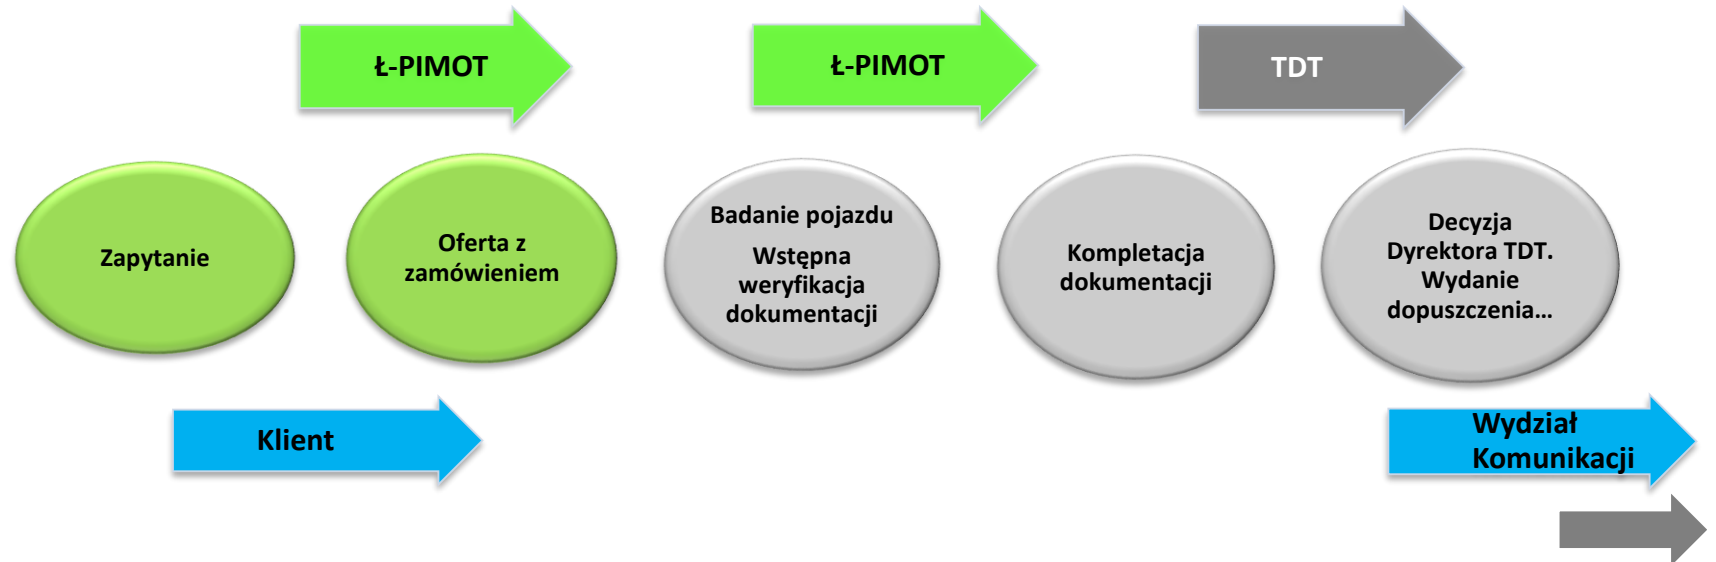 Ł-PIMOT
Ł-PIMOT
TDT
Zapytanie
Oferta z
zamówieniem
Badanie pojazdu
Wstępna
weryfikacja
dokumentacji
Kompletacja
dokumentacji
Decyzja
Dyrektora TDT.
Wydanie
dopuszczenia...
Klient
Wydział
Komunikacji